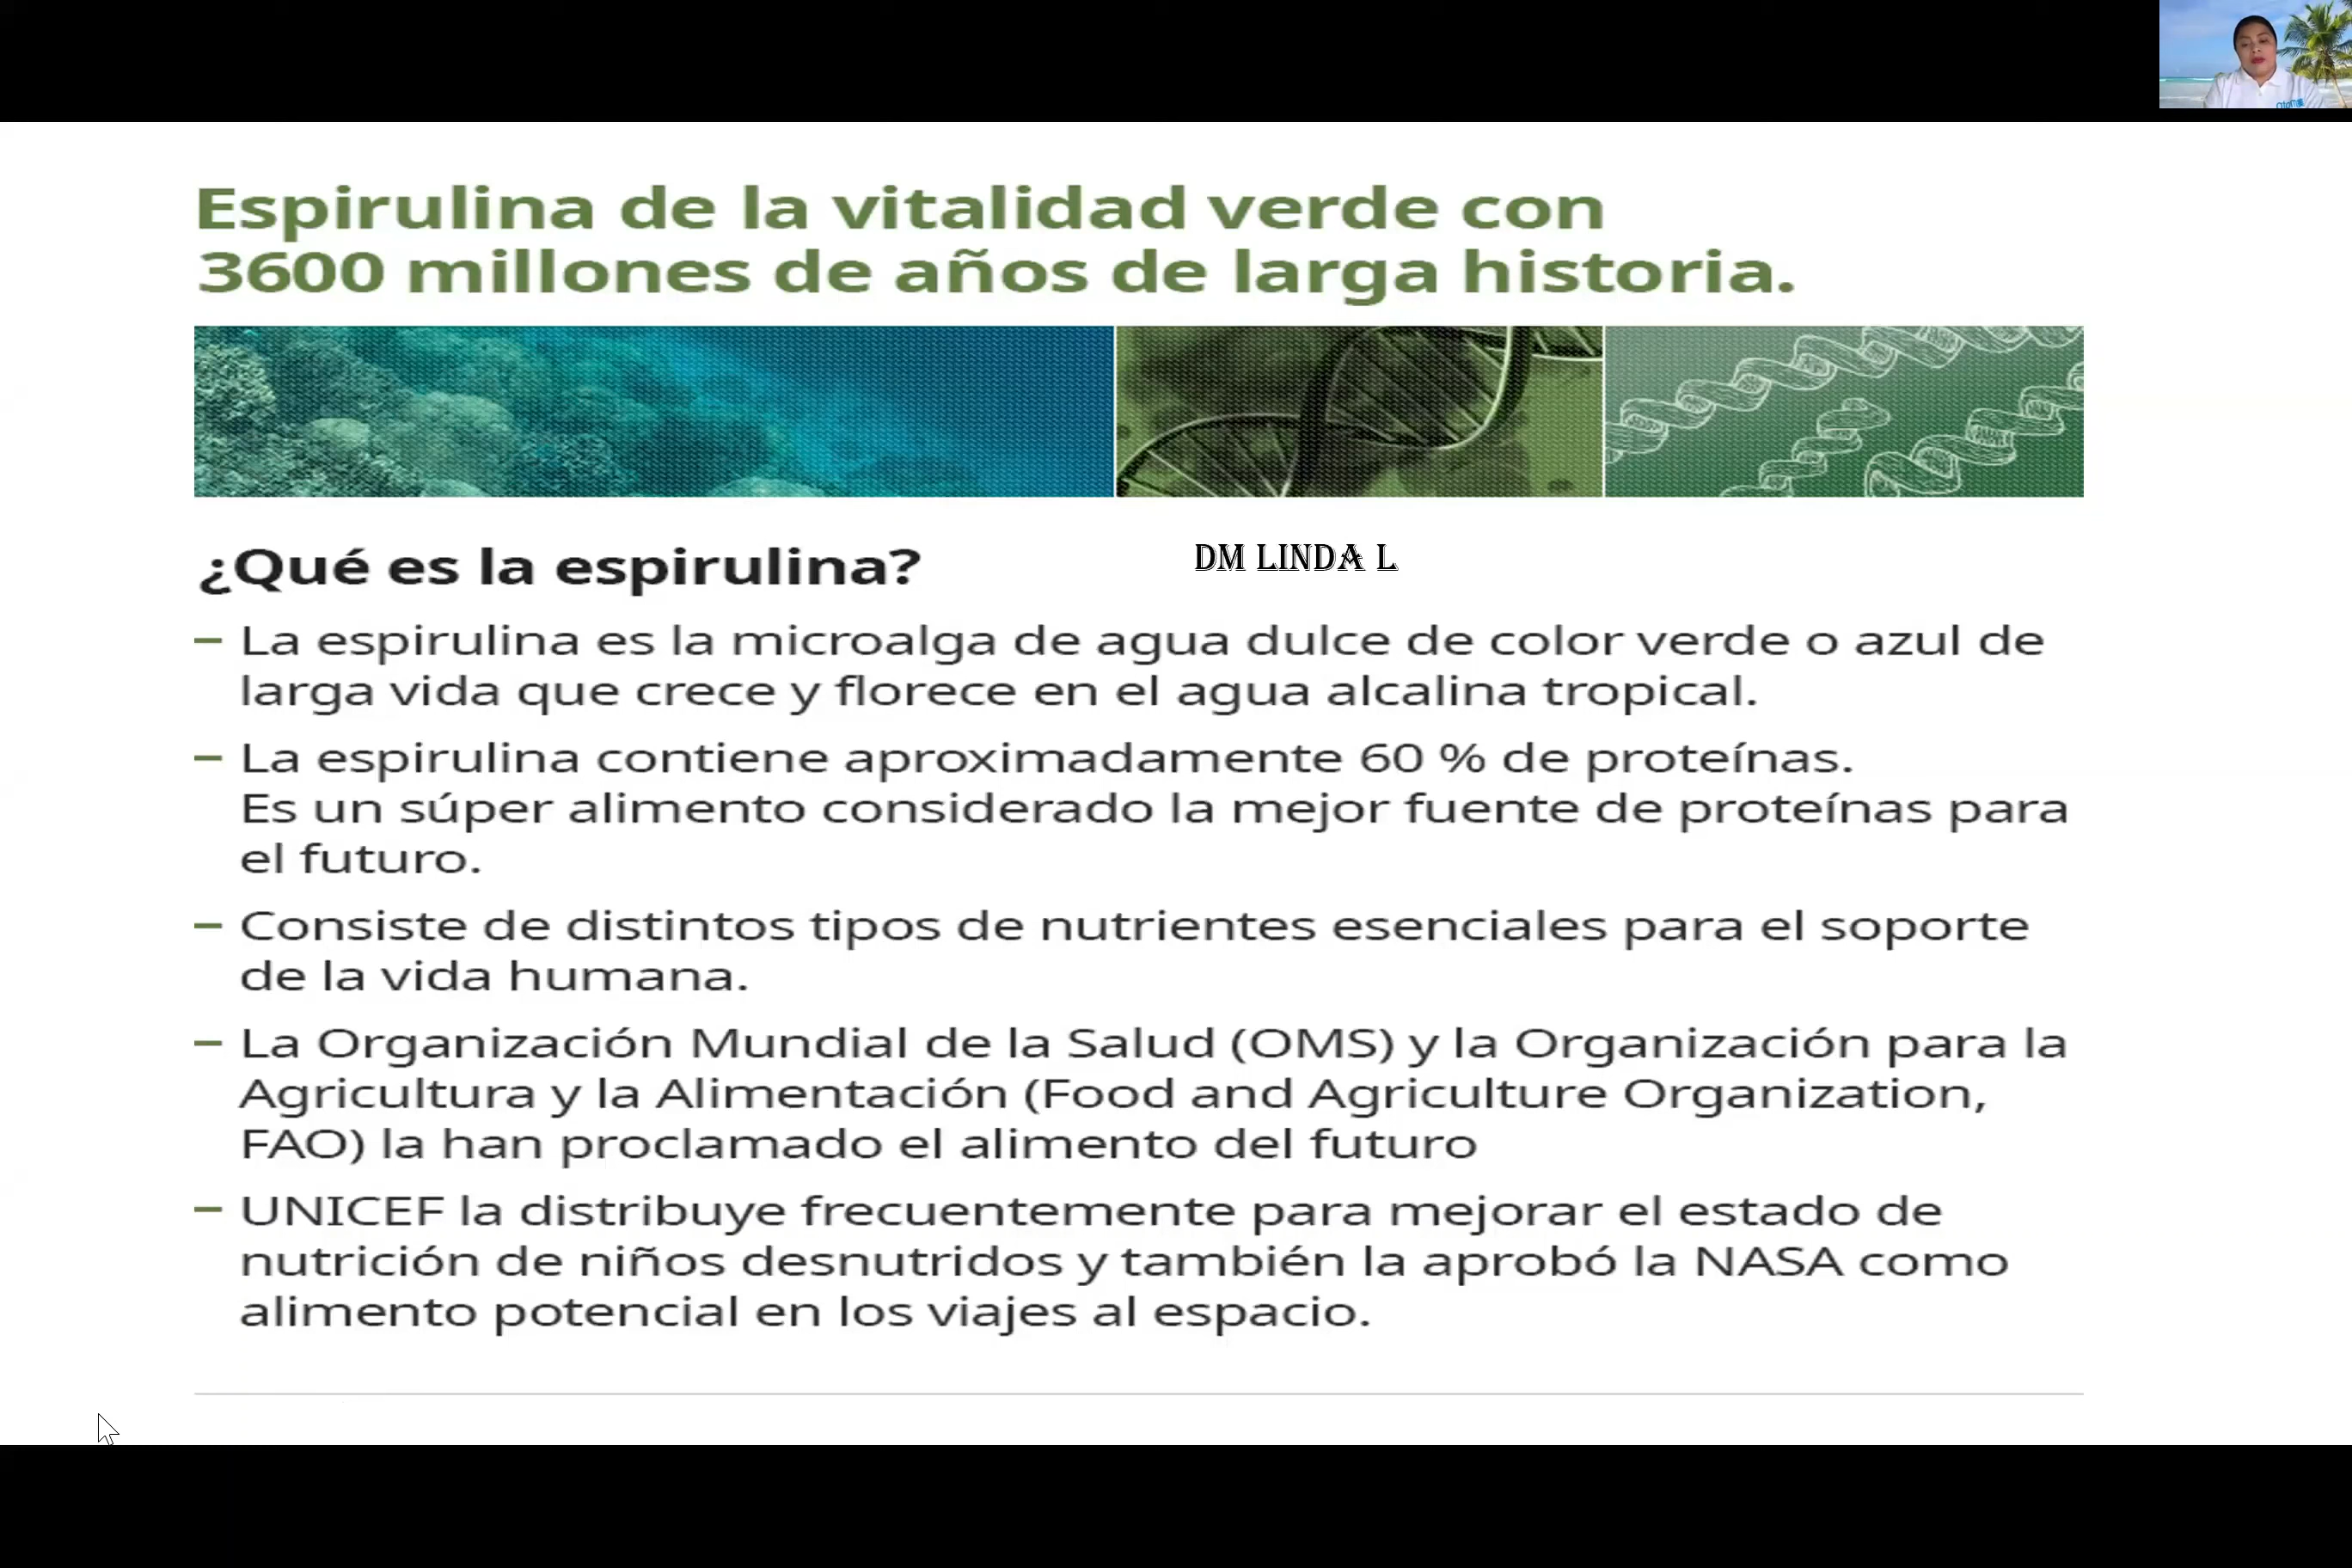 Espirulina de la vitalidad verde con
3600 millones de años de larga historia.
¿Qué es la espirulina?
DM LINDA L
– La espirulina es la microalga de agua dulce de color verde o azul de
larga vida que crece y florece en el agua alcalina tropical.
– La espirulina contiene aproximadamente 60 % de proteínas.
Es un súper alimento considerado la mejor fuente de proteínas para
el futuro.
– Consiste de distintos tipos de nutrientes esenciales para el soporte
de la vida humana.
– La Organización Mundial de la Salud (OMS) y la Organización para la
Agricultura y la Alimentación (Food and Agriculture Organization,
FAO) la han proclamado el alimento del futuro
– UNICEF la distribuye frecuentemente para mejorar el estado de
nutrición de niños desnutridos y también la aprobó la NASA como
alimento potencial en los viajes al espacio.